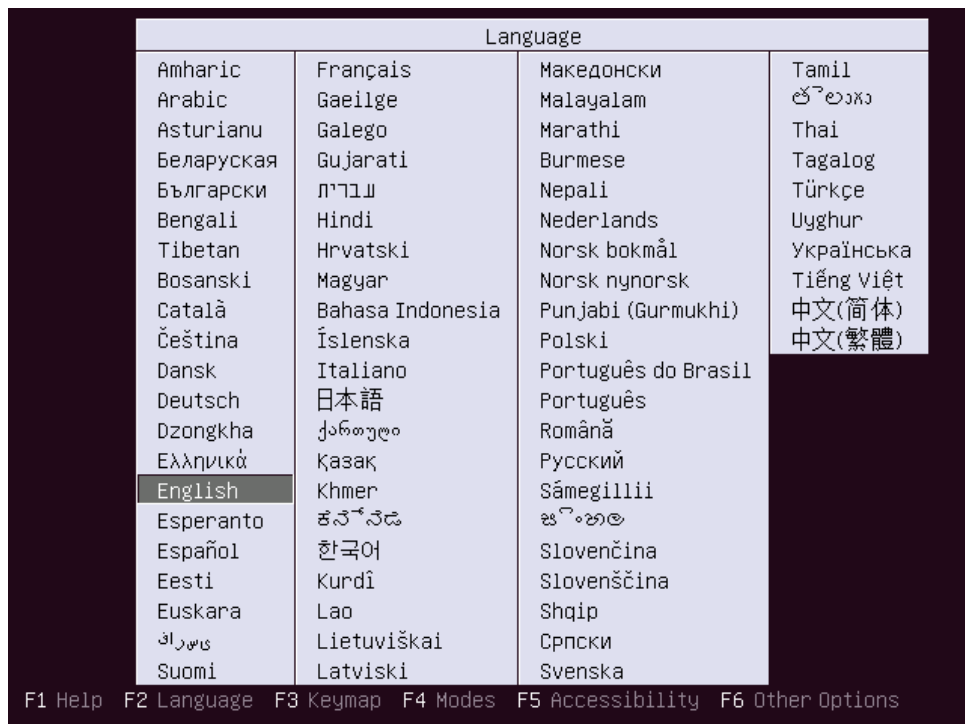 Language
Amharic
Arabic
Asturianu
Беларуская
Български
Bengali
Tibetan
Bosanski
Català
Čeština
Dansk
Deutsch
Dzongkha
Ελληνικά
English
Esperanto
Español
Eesti
Euskara
ﻰﺳﺭﺎﻓ
Suomi
Français
Gaeilge
Galego
Gujarati
עברית
Hindi
Hrvatski
Magyar
Bahasa Indonesia
Íslenska
Italiano
日本語
ქართული
Қазақ
Khmer
ಕನ್ನಡ
한국어
Kurdî
Lao
Lietuviškai
Latviski
Македонски
Malayalam
Marathi
Burmese
Nepali
Nederlands
Norsk bokmål
Norsk nynorsk
Punjabi (Gurmukhi)
Polski
Português do Brasil
Português
Română
Русский
Sámegillii
සිංහල
Slovenčina
Slovenščina
Shqip
Српски
Svenska
Tamil
తెలుగు
Thai
Tagalog
Türkçe
Uyghur
Українська
Tiếng Việt
中文(简体)
中文(繁體)
F1 Help F2 Language F3 Keymap F4 Modes F5 Accessibility F6 Other Options